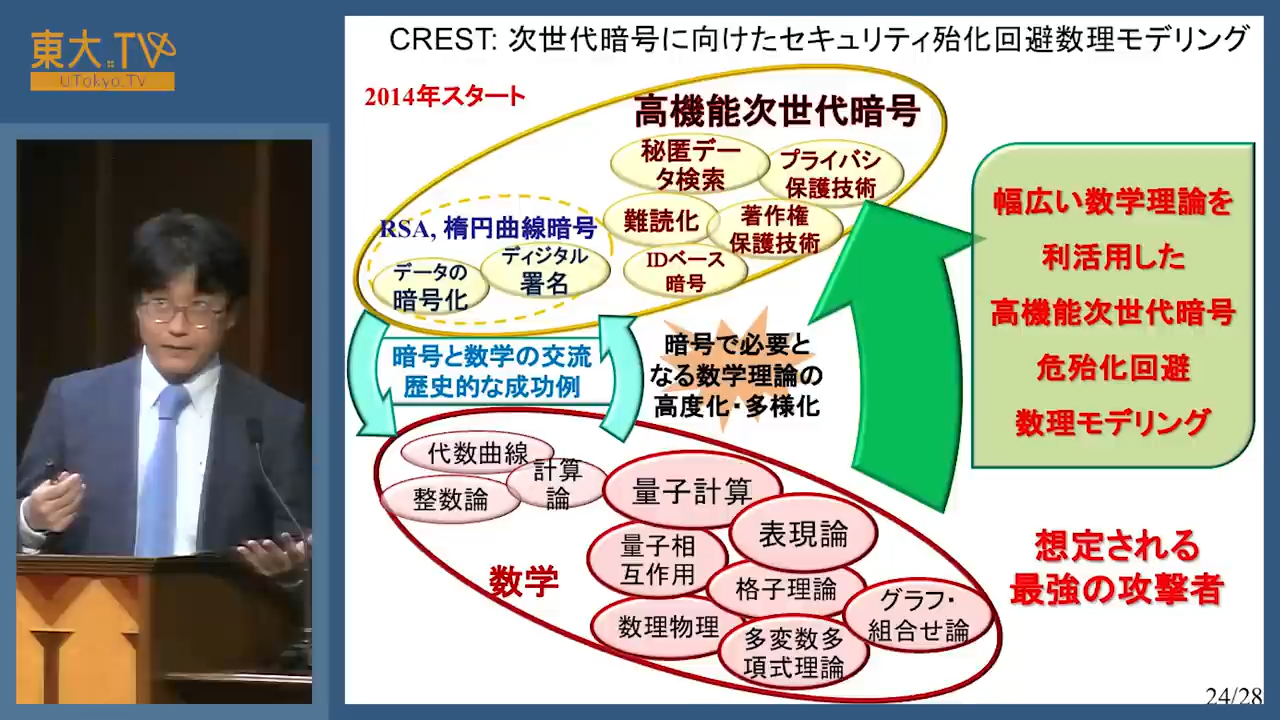 東大.TV
UTokyo.TV
CREST: 次世代暗号に向けたセキュリティ殆化回避数理モデリング
2014年スタート
高機能次世代暗号
秘匿デー
タ検索
プライバシ
保護技術
RSA, 楕円曲線暗号
難読化
著作権
保護技術
データの
暗号化
ディジタル
署名
IDベース
暗号
暗号と数学の交流
歴史的な成功例
暗号で必要と
なる数学理論の
高度化・多様化
幅広い数学理論を
利活用した
高機能次世代暗号
危殆化回避
数理モデリング
代数曲線
計算
論
整数論
量子計算
表現論
量子相
互作用
格子理論
数学
数理物理
多変数多
項式理論
グラフ・
組合せ論
想定される
最強の攻撃者
24/28